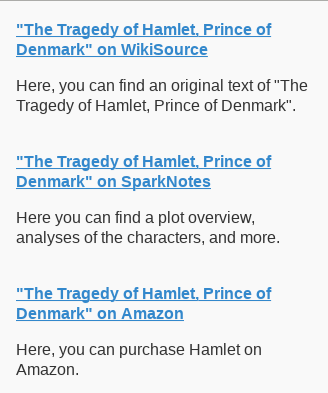 "The Tragedy of Hamlet, Prince of
Denmark" on WikiSource
Here, you can find an original text of "The
Tragedy of Hamlet, Prince of Denmark".
"The Tragedy of Hamlet, Prince of
Denmark" on SparkNotes
Here you can find a plot overview,
analyses of the characters, and more.
"The Tragedy of Hamlet, Prince of
Denmark" on Amazon
Here, you can purchase Hamlet on
Amazon.